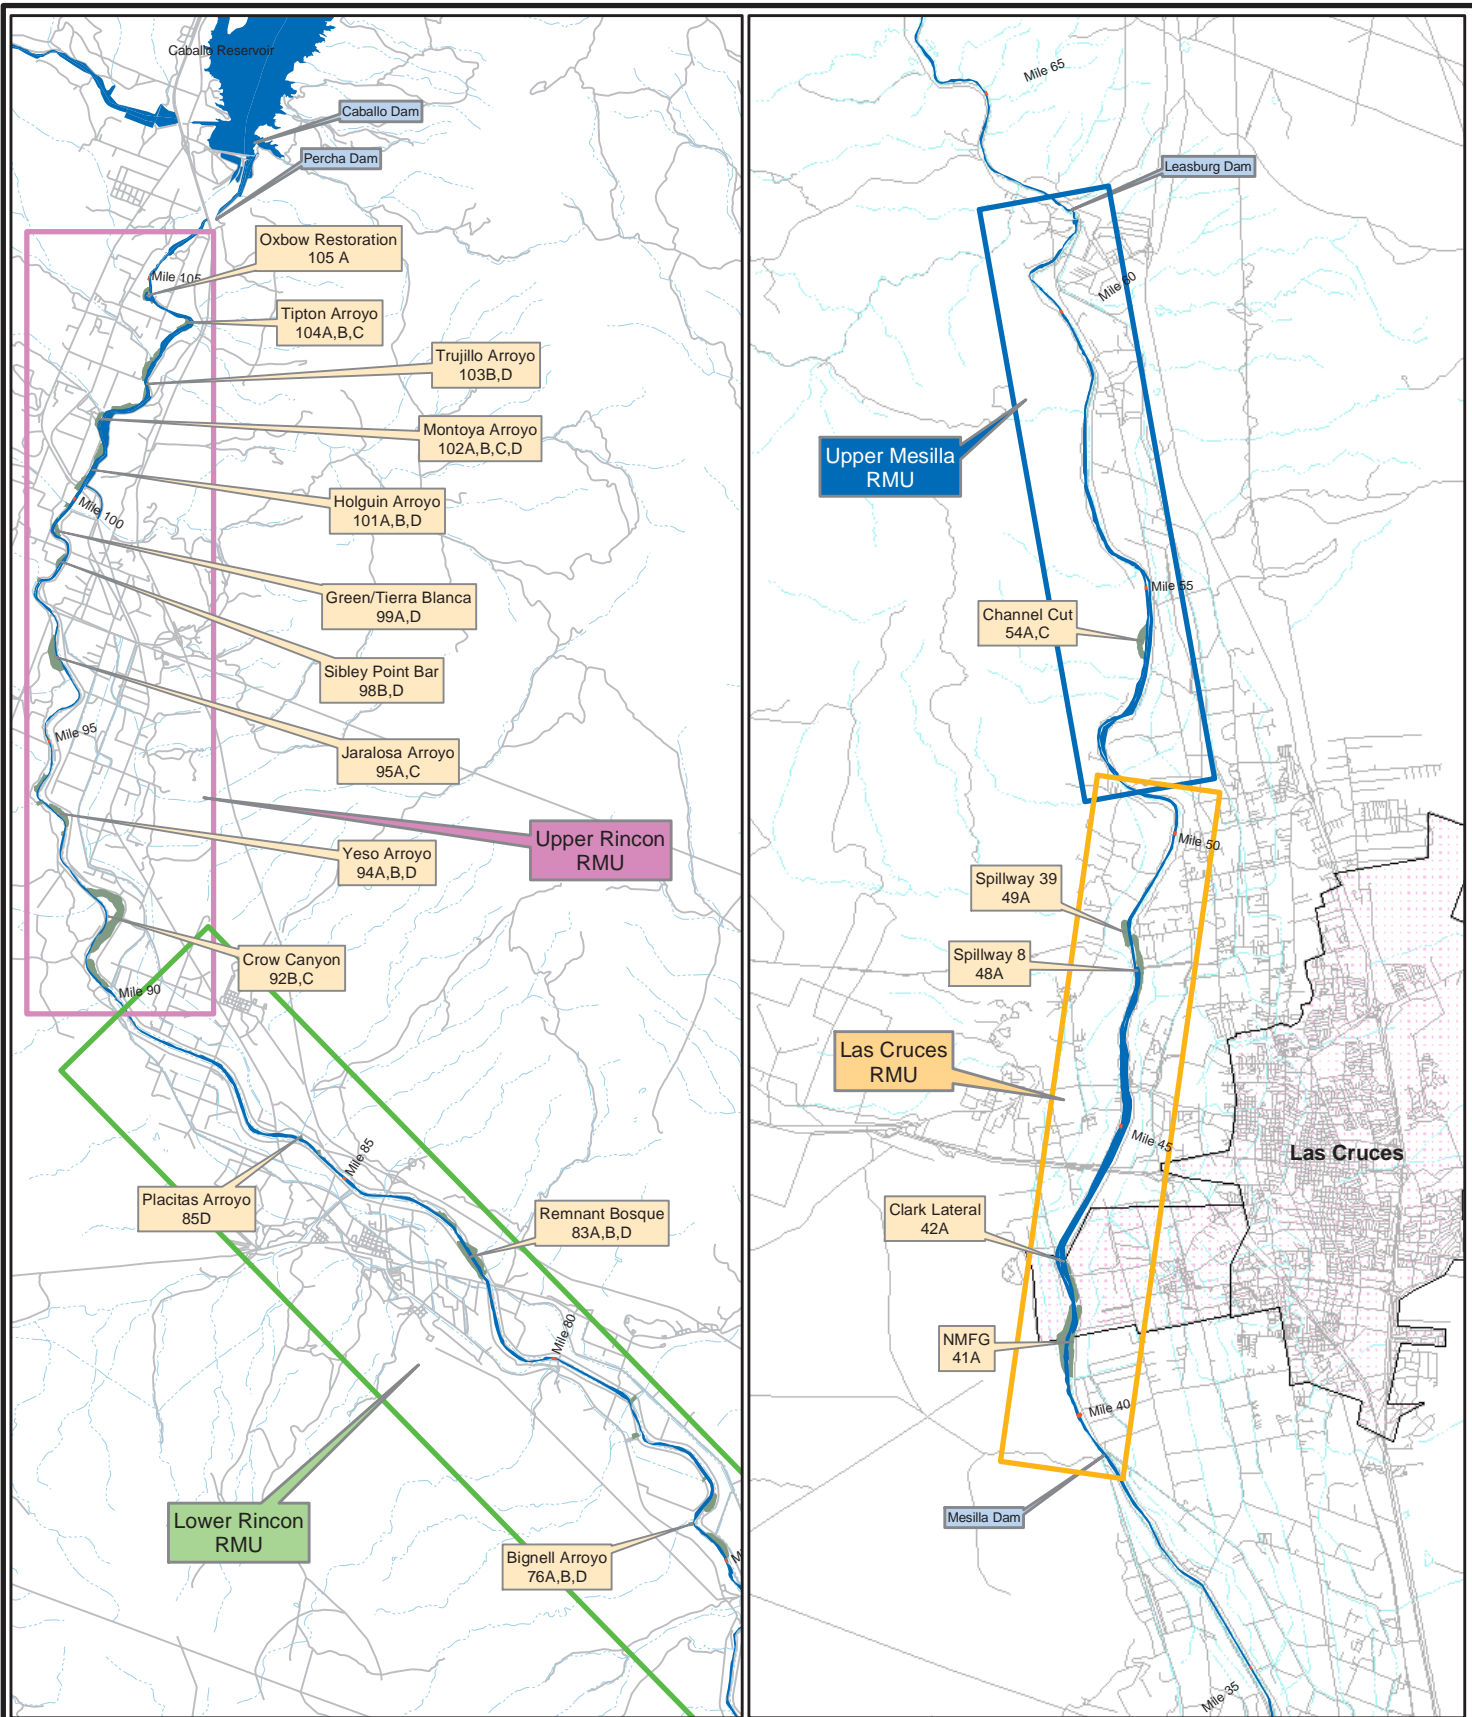 Caballo Reservoir
Caballo Dam
Percha Dam
Oxbow Restoration
105 A
Mile 105
Tipton Arroyo
104A,B,C
Trujillo Arroyo
103B,D
Montoya Arroyo
102A,B,C,D
Holguin Arroyo
101A,B,D
Mile 100
Green/Tierra Blanca
99A,D
Sibley Point Bar
98B,D
Mile 95
Jaralosa Arroyo
95A,C
Upper Rincon
RMU
Yeso Arroyo
94A,B,D
Crow Canyon
92B,C
Mile 90
Mile 85
Placitas Arroyo
85D
Remnant Bosque
83A,B,D
Mile 80
Lower Rincon
RMU
Bignell Arroyo
76A,B,D
Mile 65
Leasburg Dam
Mile 60
Upper Mesilla
RMU
Mile 55
Channel Cut
54A,C
Mile 50
Spillway 39
49A
Spillway 8
48A
Las Cruces
RMU
Mile 45
Las Cruces
Clark Lateral
42A
NMFG
41A
Mile 40
Mesilla Dam
Mile 35